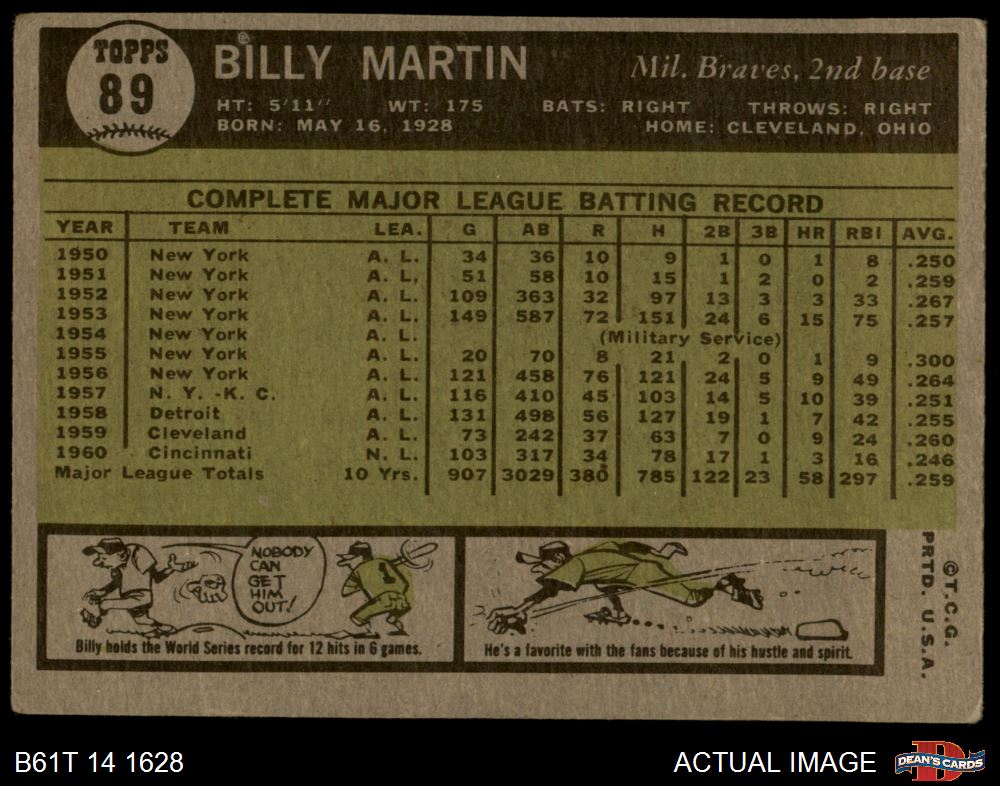 TOPPS
89
BILLY MARTIN
Mil. Braves, 2nd base
HT: 5'11" WT: 175 BATS: RIGHT THROWS: RIGHT
BORN: MAY 16, 1928 HOME: CLEVELAND, OHIO
COMPLETE MAJOR LEAGUE BATTING RECORD
YEAR TEAM LEA. G AB R H 2B 3B HR RBI AVG.
1950 New York A. L. 34 36 10 9 1 0 1 8 .250
1951 New York A. L. 51 58 10 15 1 2 0 2 .259
1952 New York A. L. 109 363 32 97 13 3 3 33 .267
1953 New York A. L. 149 587 72 151 24 6 15 75 .257
1954 New York A. L. (Military Service)
1955 New York A. L. 20 70 8 21 2 0 1 9 .300
1956 New York A. L. 121 458 76 121 24 5 9 49 .264
1957 N. Y. -K. C. A. L. 116 410 45 103 14 5 10 39 .251
1958 Detroit A. L. 131 498 56 127 19 1 7 42 .255
1959 Cleveland A. L. 73 242 37 63 7 0 9 24 .260
1960 Cincinnati N. L. 103 317 34 78 17 1 3 16 .246
Major League Totals 10 Yrs. 907 3029 380 785 122 23 58 297 .259
NOBODY
CAN
GET
HIM
OUT!
1
Billy holds the World Series record for 12 hits in 6 games.
He's a favorite with the fans because of his hustle and spirit.
©T.C.G.
PRTD. U.S.A.
B61T 14 1628
ACTUAL IMAGE
DEAN'S CARDS